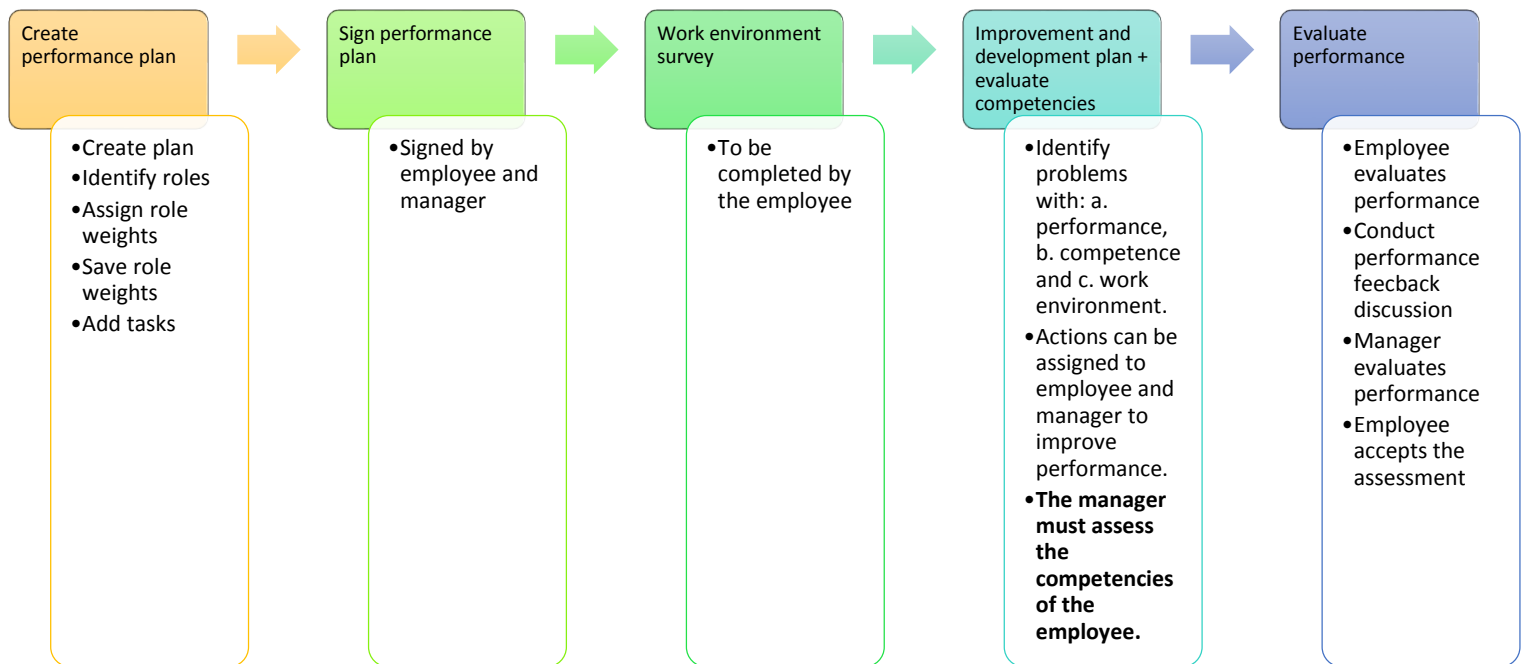 Create
performance plan
•Create plan
•Identify roles
•Assign role
weights
•Save role
weights
•Add tasks
Sign performance
plan
•Signed by
employee and
manager
Work environment
survey
•To be
completed by
the employee
Improvement and
development plan +
evaluate
competencies
•Identify
problems
with: a.
performance,
b. competence
and c. work
environment.
•Actions can be
assigned to
employee and
manager to
improve
performance.
•The manager
must assess
the
competencies
of the
employee.
Evaluate
performance
•Employee
evaluates
performance
•Conduct
performance
feecback
discussion
•Manager
evaluates
performance
•Employee
accepts the
assessment